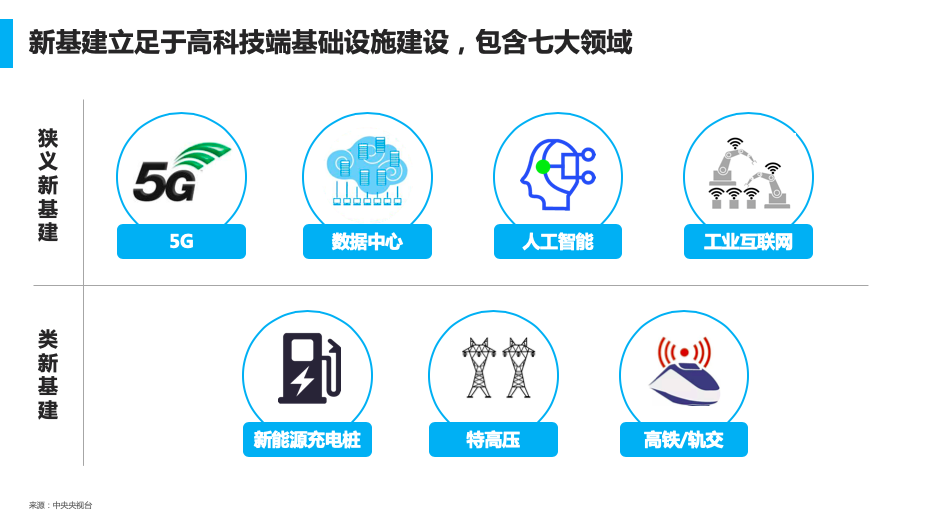 新基建立足于高科技端基础设施建设，包含七大领域
狭义新基建
5G
5G
数据中心
人工智能
工业互联网
类新基建
新能源充电桩
特高压
高铁/轨交
来源：中央央视台